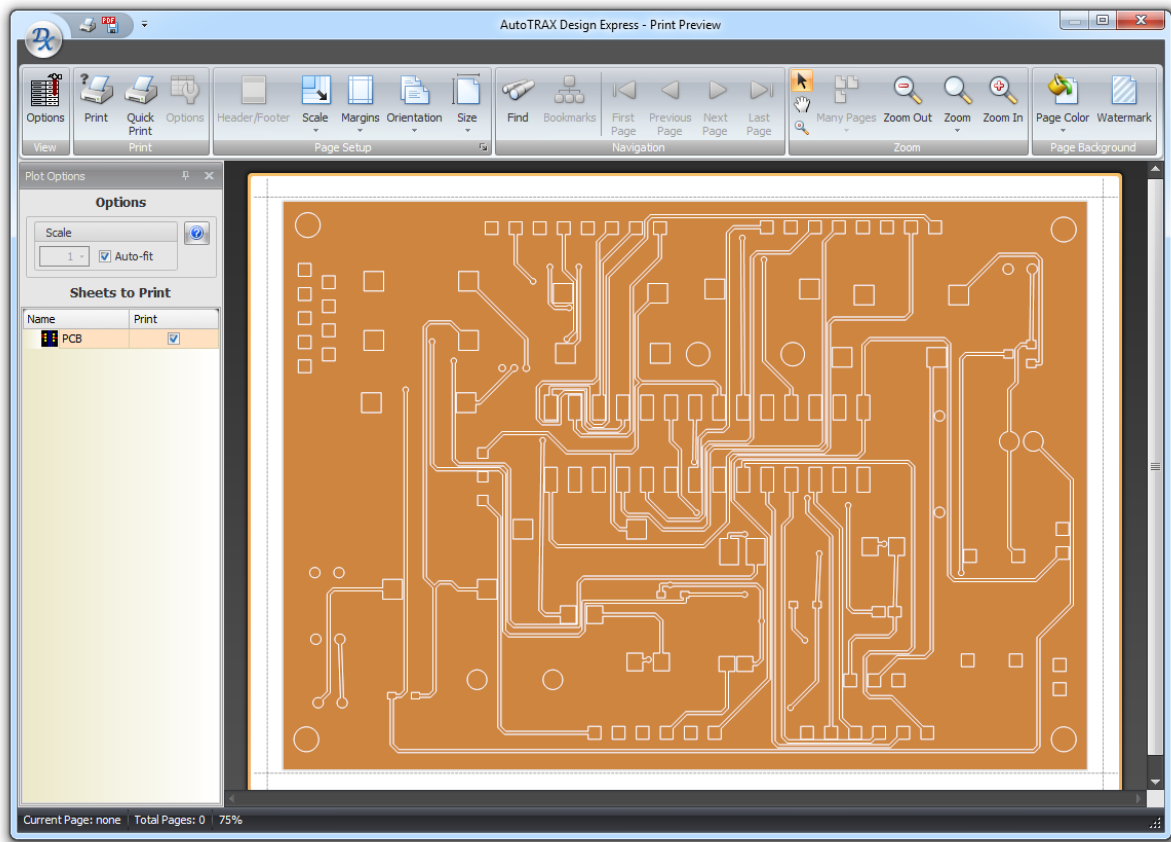 AutoTRAX Design Express - Print Preview
Dx
PDF
Options
Print
Quick Print
Options
Header/Footer
Scale
Margins
Orientation
Size
Find
Bookmarks
First Page
Previous Page
Next Page
Last Page
Many Pages
Zoom Out
Zoom
Zoom In
Page Color
Watermark
View
Print
Page Setup
Navigation
Zoom
Page Background
Plot Options
Options
Scale
1
Auto-fit
Sheets to Print
Name Print
PCB
Current Page: none Total Pages: 0 75%